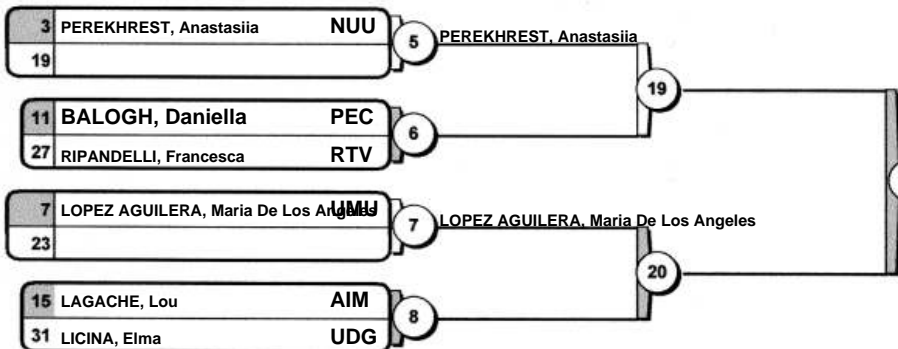 3 PEREKHREST, Anastasiia NUU
19
5 PEREKHREST, Anastasiia
19
11 BALOGH, Daniella PEC
27 RIPANDELLI, Francesca RTV
6
7 LOPEZ AGUILERA, Maria De Los Angeles UMU
23
7 LOPEZ AGUILERA, Maria De Los Angeles
20
15 LAGACHE, Lou AIM
31 LICINA, Elma UDG
8